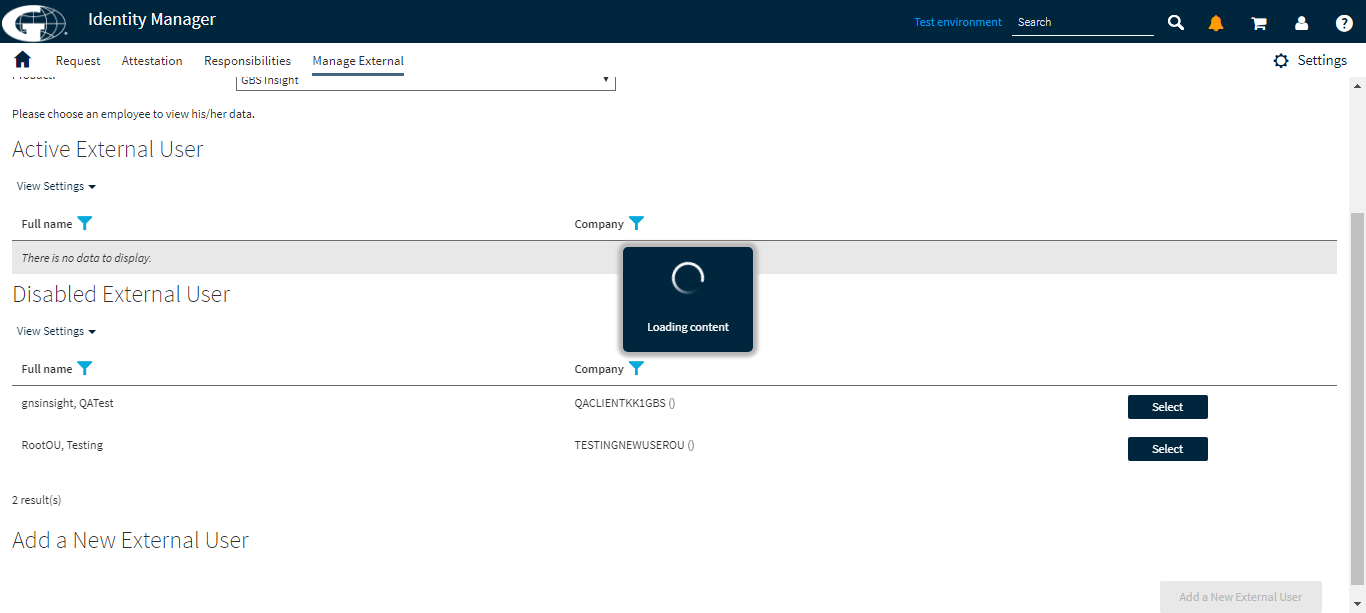 Identity Manager
Test environment
Search
Request
Attestation
Responsibilities
Manage External
Settings
Product:
GBS Insight
Please choose an employee to view his/her data.
Active External User
View Settings
Full name
Company
There is no data to display.
Loading content
Disabled External User
View Settings
Full name
Company
gnsinsight, QATest
QACLIENTKK1GBS ()
Select
RootOU, Testing
TESTINGNEWUSEROU ()
Select
2 result(s)
Add a New External User
Add a New External User